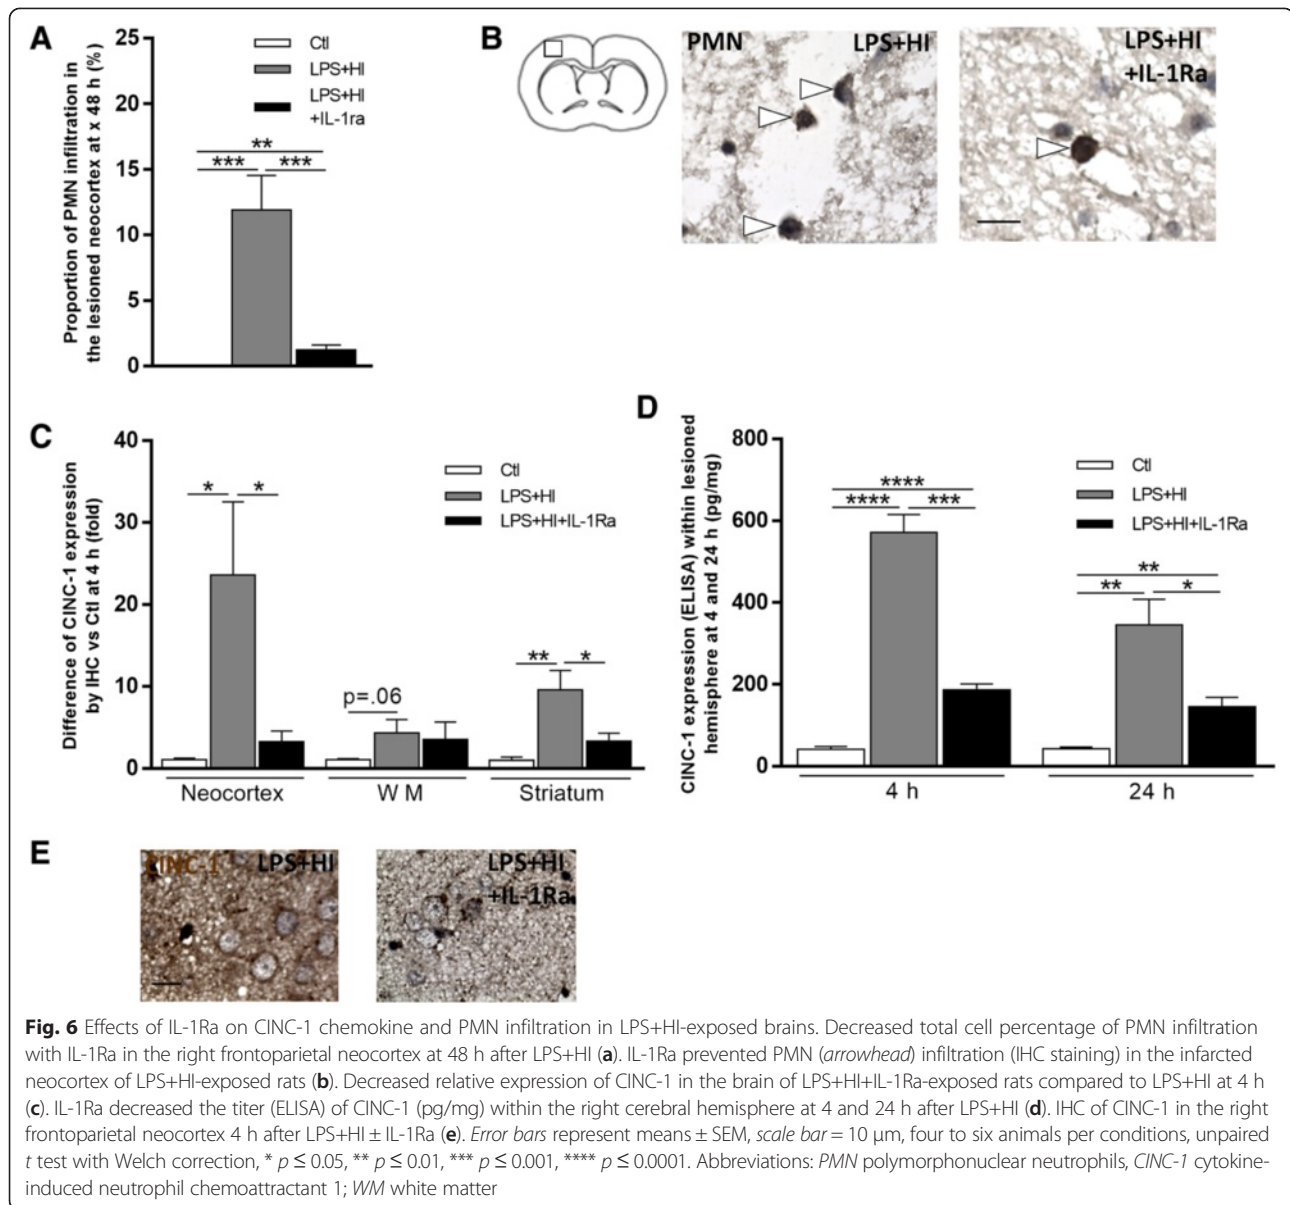 A
Proportion of PMN infiltration in
the lesioned neocortex at x 48 h (%)
25
20
15
10
5
0
Ctl
LPS+HI
LPS+HI
+IL-1ra
**
*** ***
B
PMN LPS+HI
LPS+HI
+IL-1Ra
C
Difference of CINC-1 expression
by IHC vs Ctl at 4 h (fold)
40
30
20
10
0
Ctl
LPS+HI
LPS+HI+IL-1Ra
* *
p=.06
** *
Neocortex W M Striatum
D
CINC-1 expression (ELISA) within lesioned
hemisphere at 4 and 24 h (pg/mg)
800
600
400
200
0
Ctl
LPS+HI
LPS+HI+IL-1Ra
****
**** ***
**
** *
4 h 24 h
E
CINC-1 LPS+HI
LPS+HI
+IL-1Ra
Fig. 6 Effects of IL-1Ra on CINC-1 chemokine and PMN infiltration in LPS+HI-exposed brains. Decreased total cell percentage of PMN infiltration
with IL-1Ra in the right frontoparietal neocortex at 48 h after LPS+HI (a). IL-1Ra prevented PMN (arrowhead) infiltration (IHC staining) in the infarcted
neocortex of LPS+HI-exposed rats (b). Decreased relative expression of CINC-1 in the brain of LPS+HI+IL-1Ra-exposed rats compared to LPS+HI at 4 h
(c). IL-1Ra decreased the titer (ELISA) of CINC-1 (pg/mg) within the right cerebral hemisphere at 4 and 24 h after LPS+HI (d). IHC of CINC-1 in the right
frontoparietal neocortex 4 h after LPS+HI ± IL-1Ra (e). Error bars represent means ± SEM, scale bar = 10 μm, four to six animals per conditions, unpaired
t test with Welch correction, * p ≤ 0.05, ** p ≤ 0.01, *** p ≤ 0.001, **** p ≤ 0.0001. Abbreviations: PMN polymorphonuclear neutrophils, CINC-1 cytokine-
induced neutrophil chemoattractant 1; WM white matter